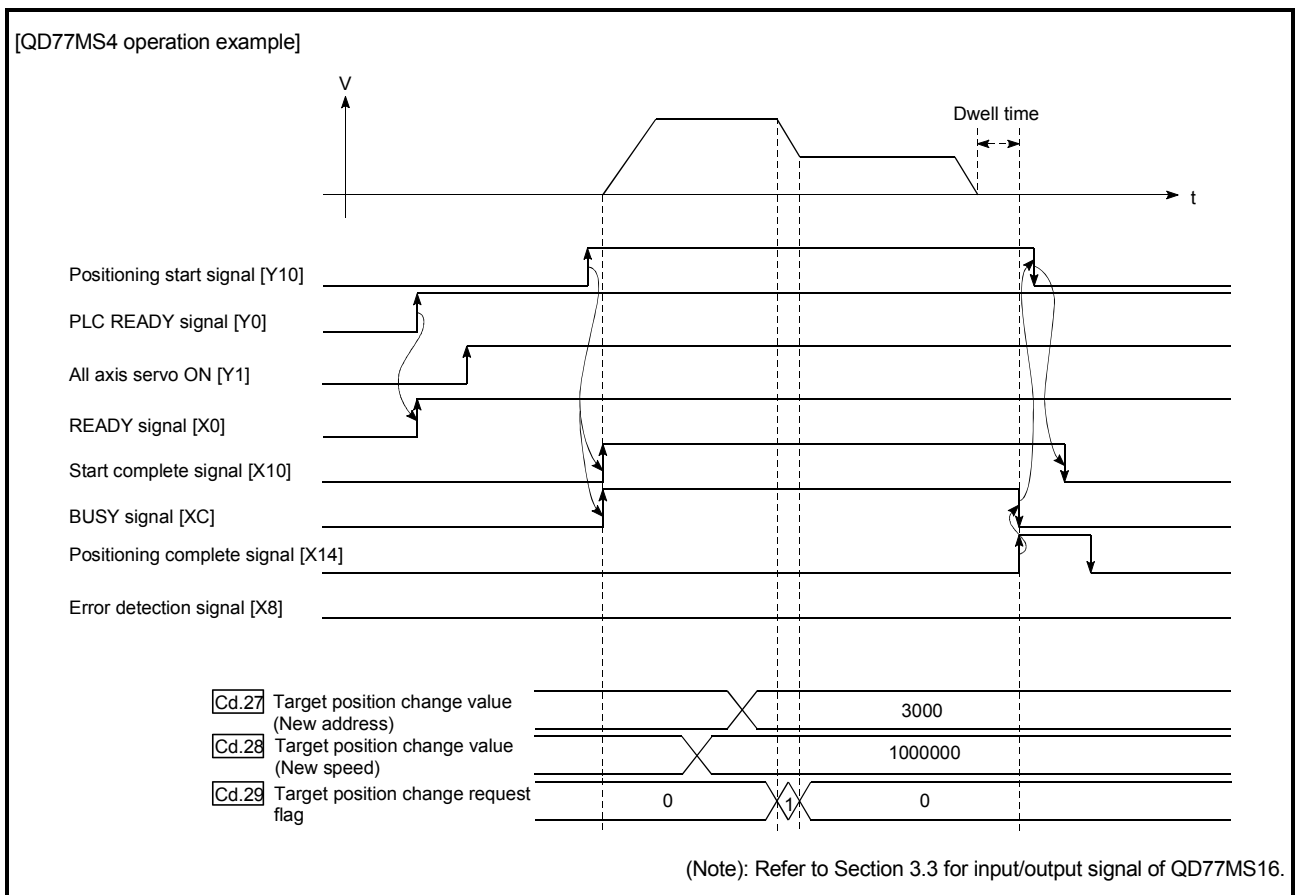 [QD77MS4 operation example]
V
Dwell time
t
Positioning start signal [Y10]
PLC READY signal [Y0]
All axis servo ON [Y1]
READY signal [X0]
Start complete signal [X10]
BUSY signal [XC]
Positioning complete signal [X14]
Error detection signal [X8]
Cd.27 Target position change value
(New address)
3000
Cd.28 Target position change value
(New speed)
1000000
Cd.29 Target position change request
flag
0 1 0
(Note): Refer to Section 3.3 for input/output signal of QD77MS16.